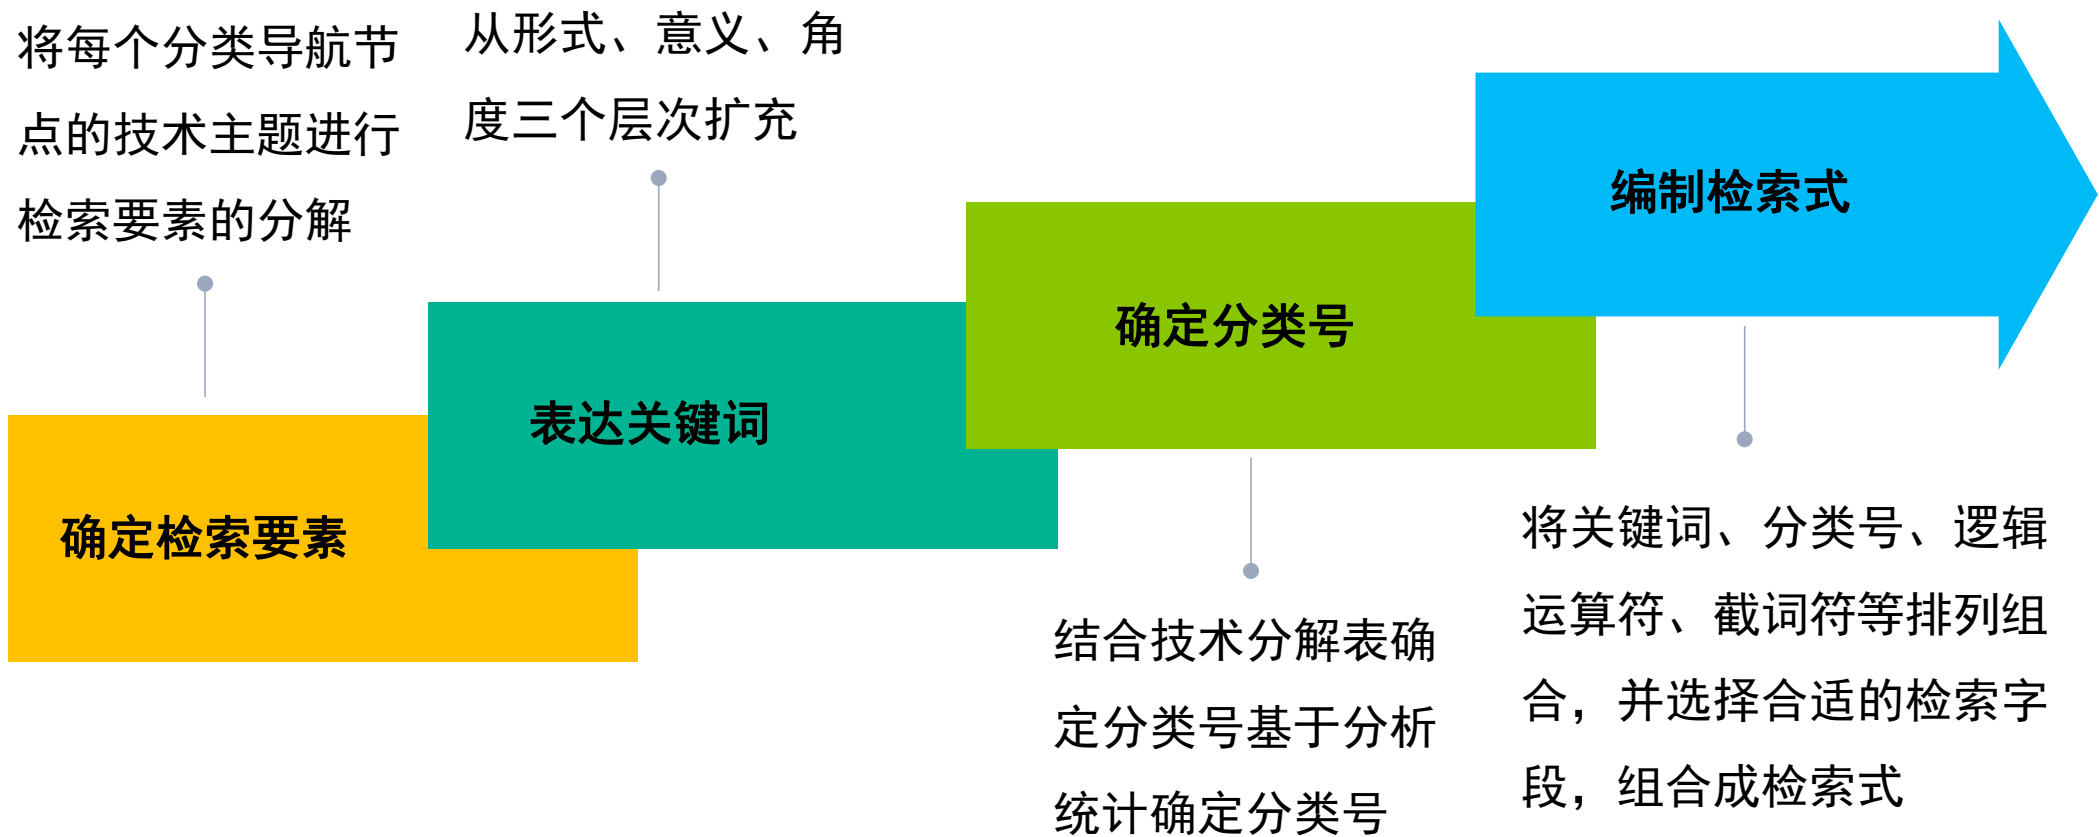 将每个分类导航节
点的技术主题进行
检索要素的分解
从形式、意义、角
度三个层次扩充
确定检索要素
表达关键词
确定分类号
编制检索式
结合技术分解表确
定分类号基于分析
统计确定分类号
将关键词、分类号、逻辑
运算符、截词符等排列组
合，并选择合适的检索字
段，组合成检索式